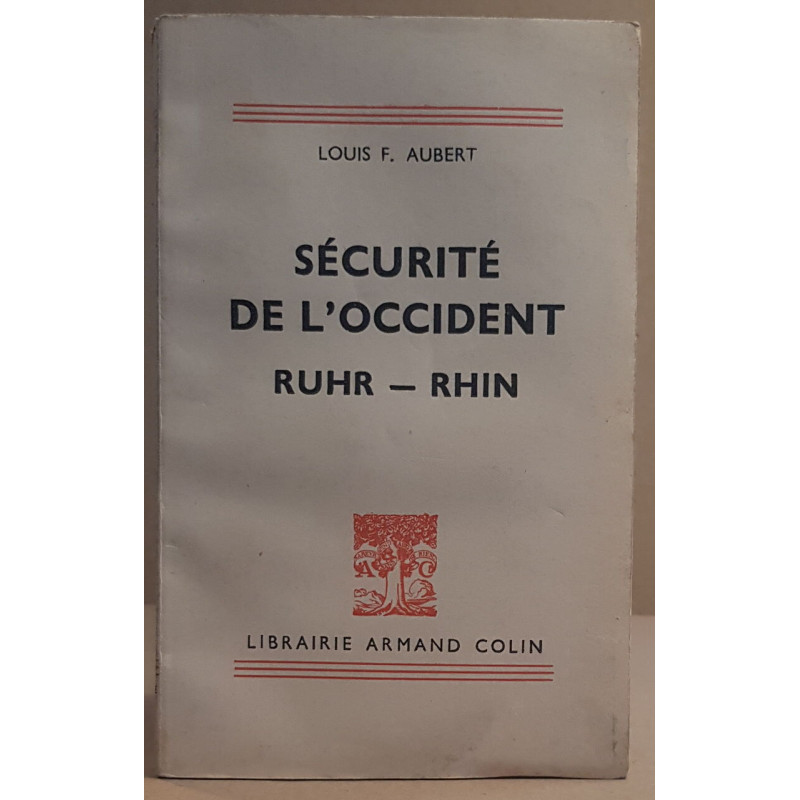 LOUIS F. AUBERT
SÉCURITÉ
DE L'OCCIDENT
RUHR — RHIN
A C
LIBRAIRIE ARMAND COLIN